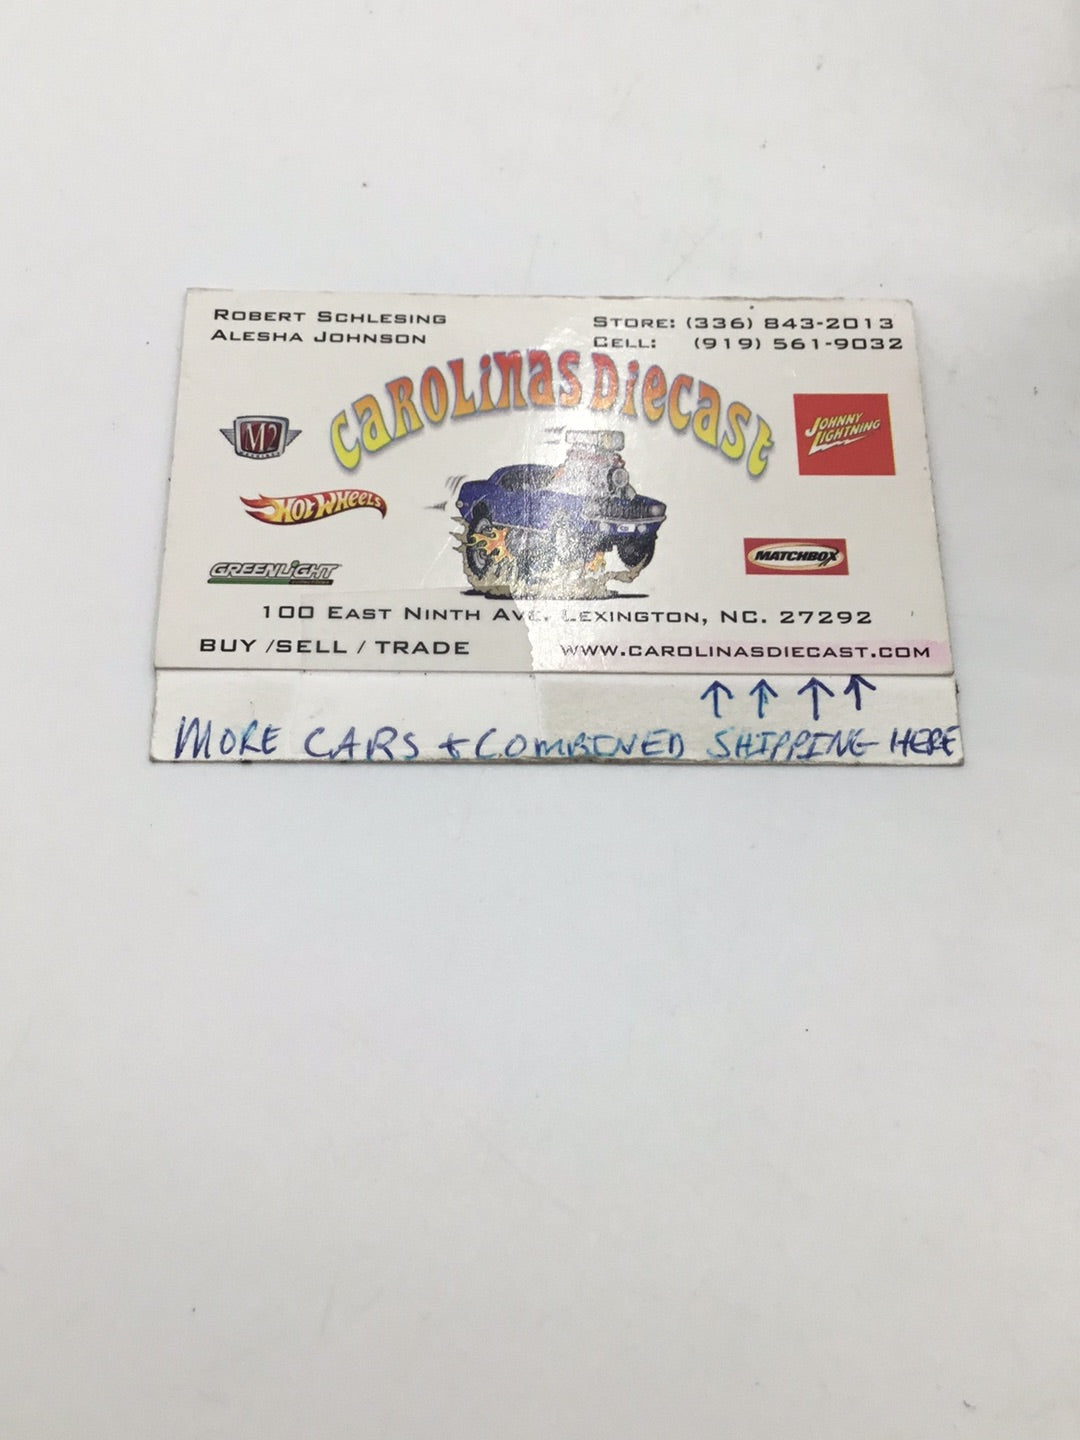 ROBERT SCHLESING
ALESHA JOHNSON
STORE: (336) 843-2013
CELL: (919) 561-9032
CAROLINAS DIECAST
M2
JOHNNY
LIGHTNING
HOT WHEELS
MATCHBOX
GREENLIGHT
100 EAST NINTH AVE. LEXINGTON, NC. 27292
BUY /SELL / TRADE
WWW.CAROLINASDIECAST.COM
↑ ↑ ↑ ↑
MORE CARS + COMBINED SHIPPING HERE